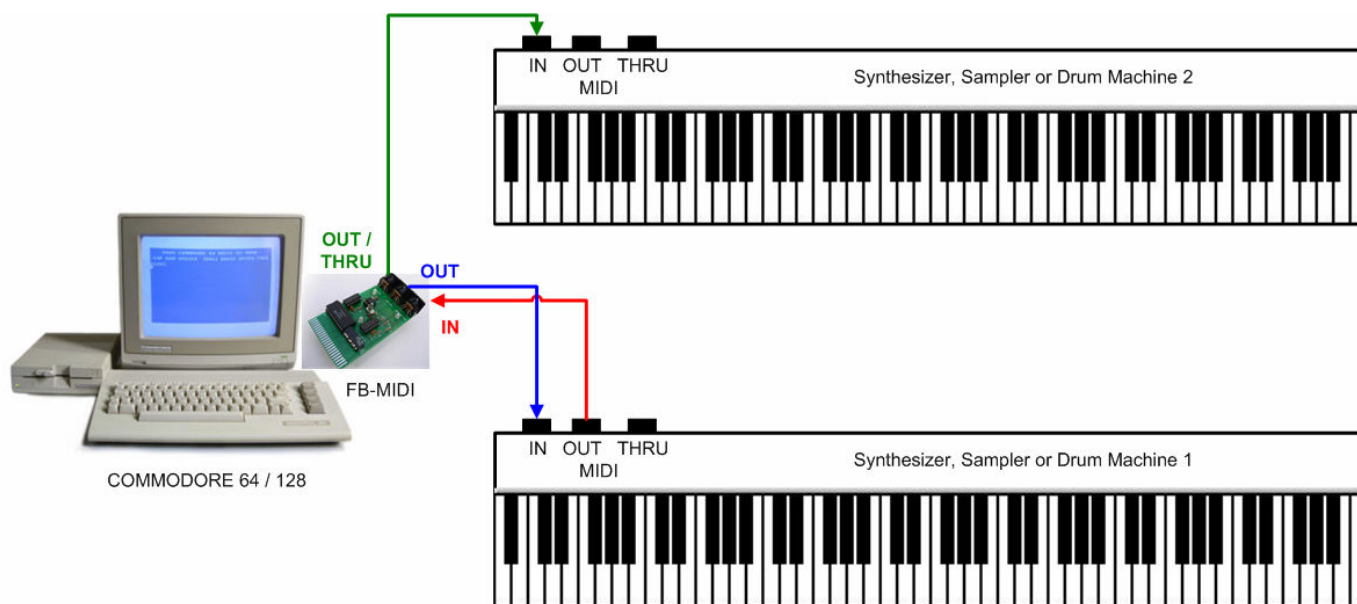 IN OUT THRU
MIDI
Synthesizer, Sampler or Drum Machine 2
OUT /
THRU
OUT
IN
FB-MIDI
COMMODORE 64 / 128
IN OUT THRU
MIDI
Synthesizer, Sampler or Drum Machine 1